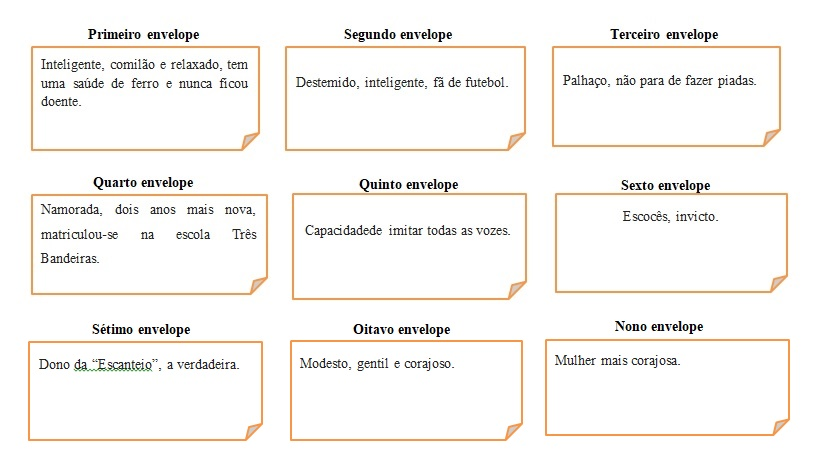 Primeiro envelope
Inteligente, comilão e relaxado, tem
uma saúde de ferro e nunca ficou
doente.
Segundo envelope
Destemido, inteligente, fã de futebol.
Terceiro envelope
Palhaço, não para de fazer piadas.
Quarto envelope
Namorada, dois anos mais nova,
matriculou-se na escola Três
Bandeiras.
Quinto envelope
Capacidadede imitar todas as vozes.
Sexto envelope
Escocês, invicto.
Sétimo envelope
Dono da “Escanteio”, a verdadeira.
Oitavo envelope
Modesto, gentil e corajoso.
Nono envelope
Mulher mais corajosa.